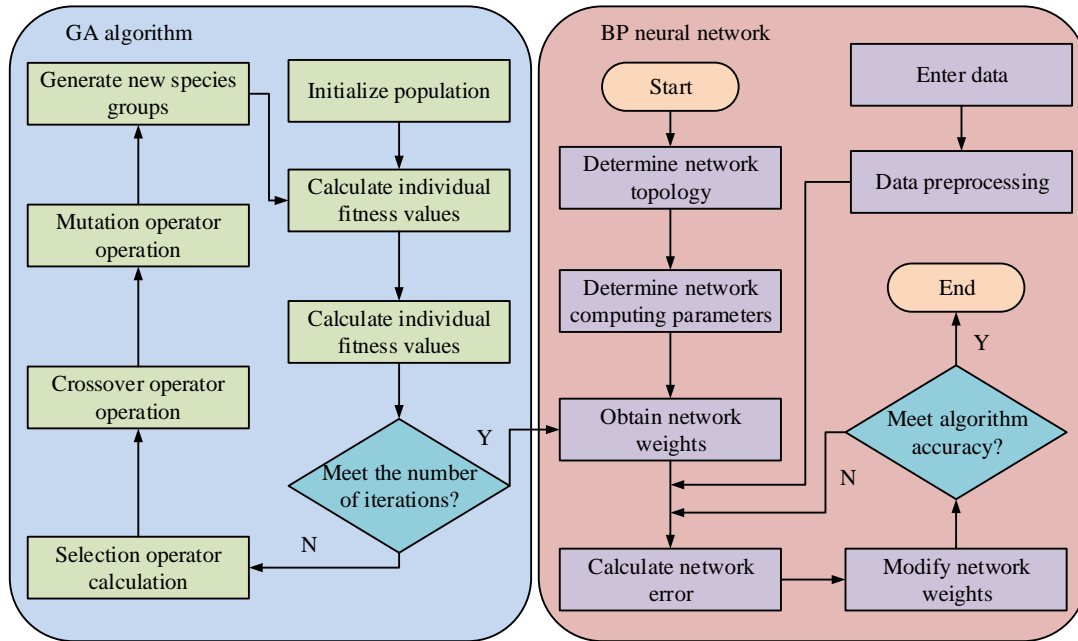 GA algorithm
Generate new species
groups
Initialize population
Calculate individual
fitness values
Mutation operator
operation
Calculate individual
fitness values
Crossover operator
operation
Meet the number
of iterations?
Y
N
Selection operator
calculation
BP neural network
Start
Enter data
Determine network
topology
Data preprocessing
Determine network
computing parameters
End
Y
Obtain network
weights
Meet algorithm
accuracy?
N
Calculate network
error
Modify network
weights